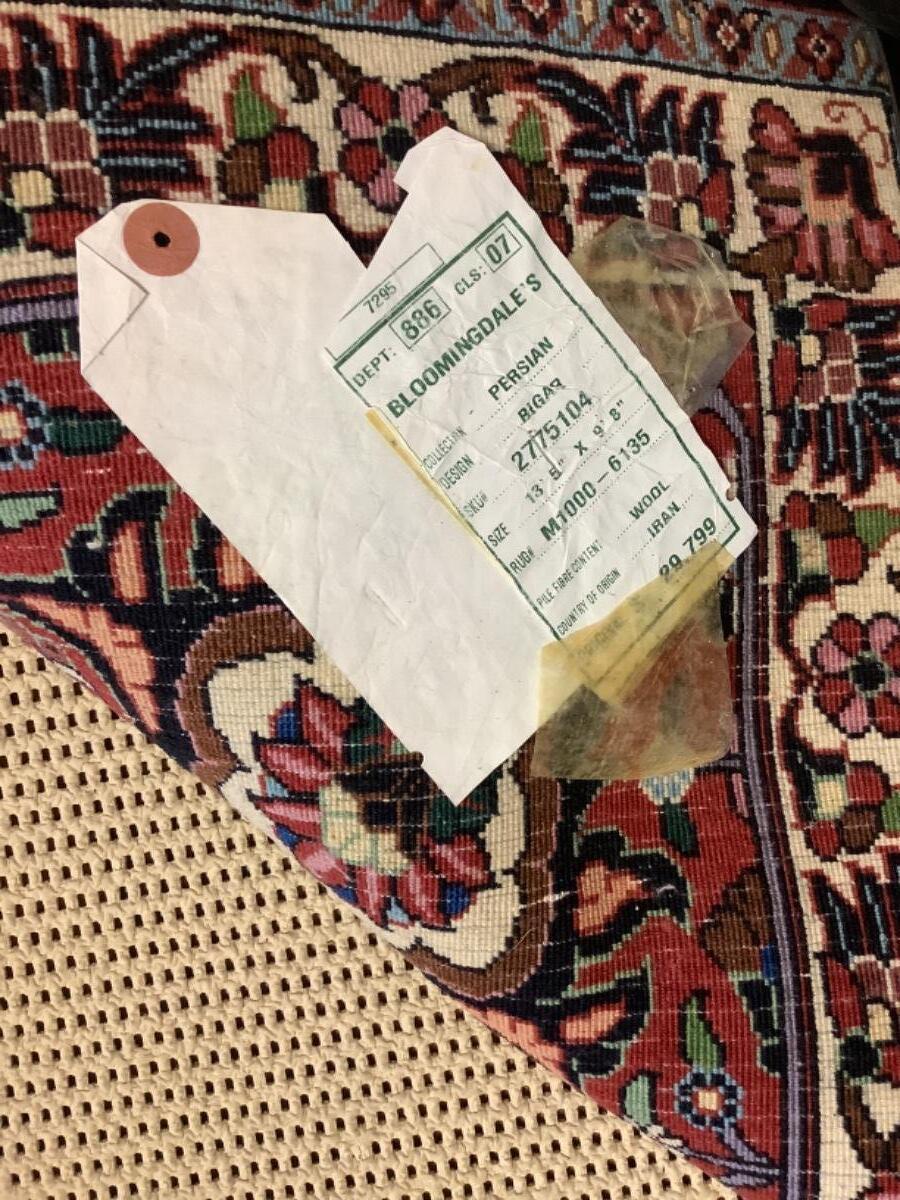 7295
DEPT: 886 CLS: 07
BLOOMINGDALE'S
COLLECTION PERSIAN
DESIGN BIGAR
SKU# 2775104
SIZE 13' 5" X 9' 8"
RUG# M1000-6135
PILE FIBRE CONTENT WOOL
COUNTRY OF ORIGIN IRAN
29,799